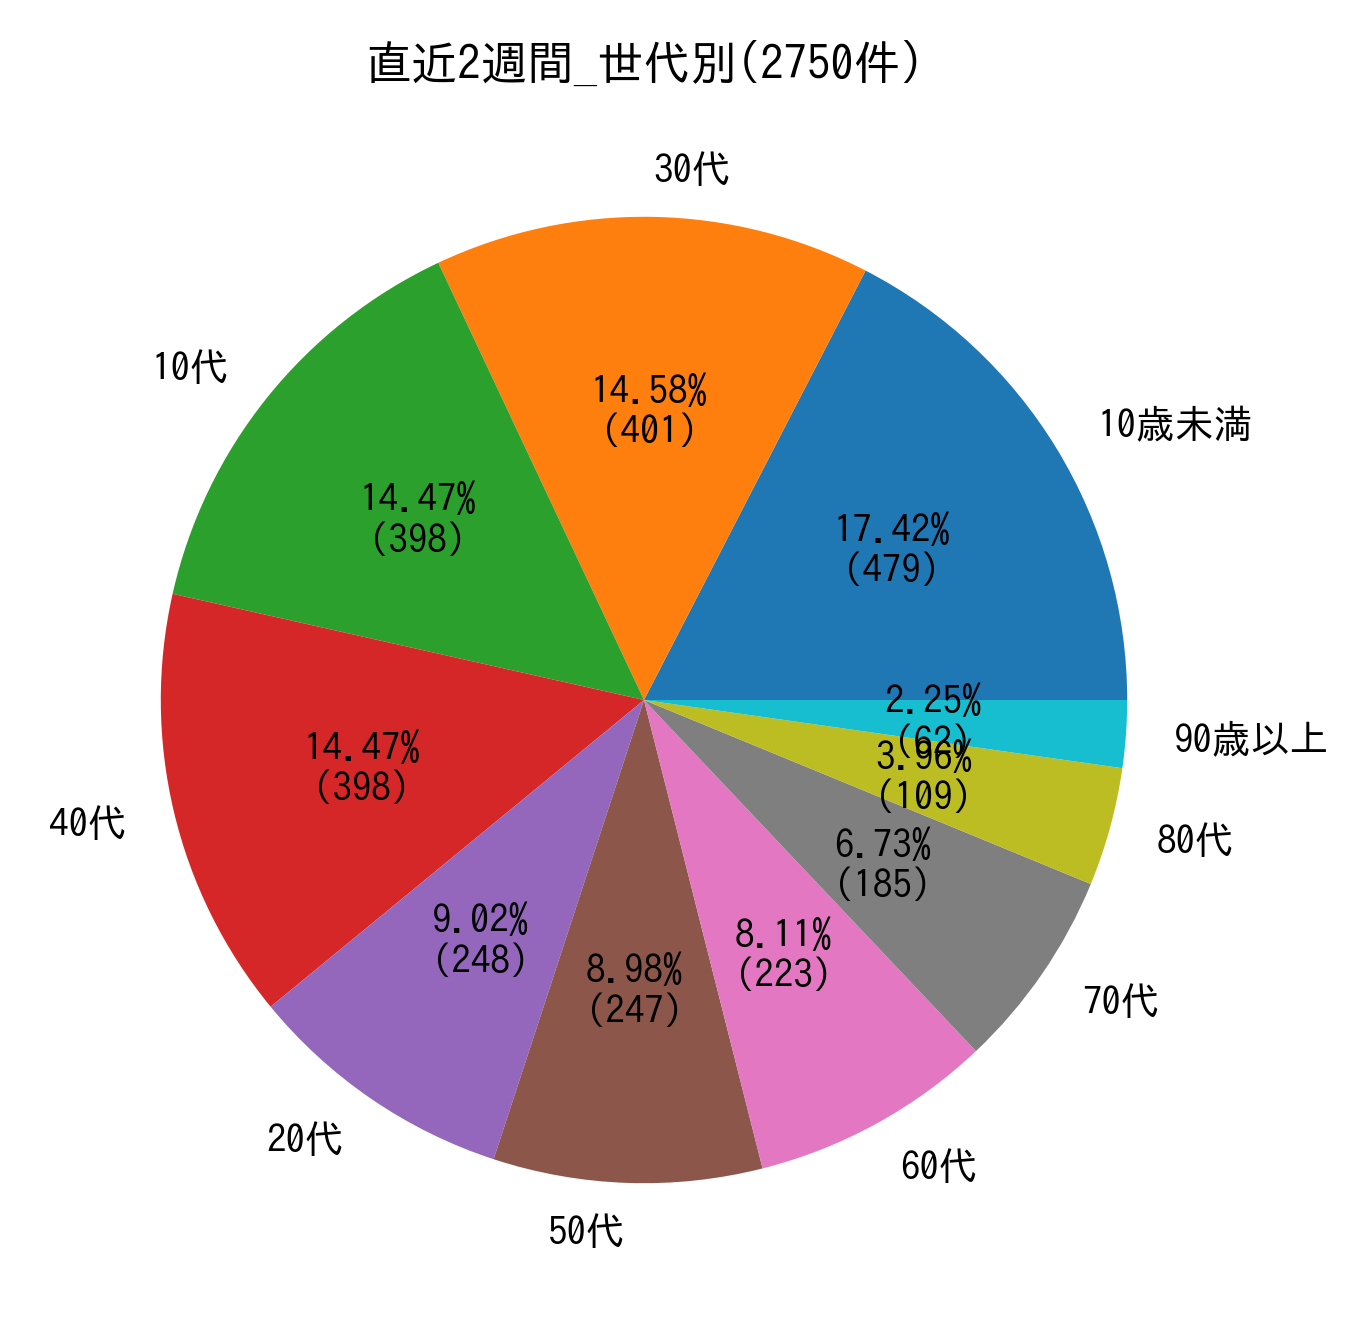 直近2週間_世代別(2750件)
30代
10代
10歳未満
14.58%
(401)
14.47%
(398)
17.42%
(479)
2.25%
(62)
90歳以上
3.96%
(109)
14.47%
(398)
40代
80代
6.73%
(185)
9.02%
(248)
8.11%
(223)
8.98%
(247)
70代
20代
60代
50代